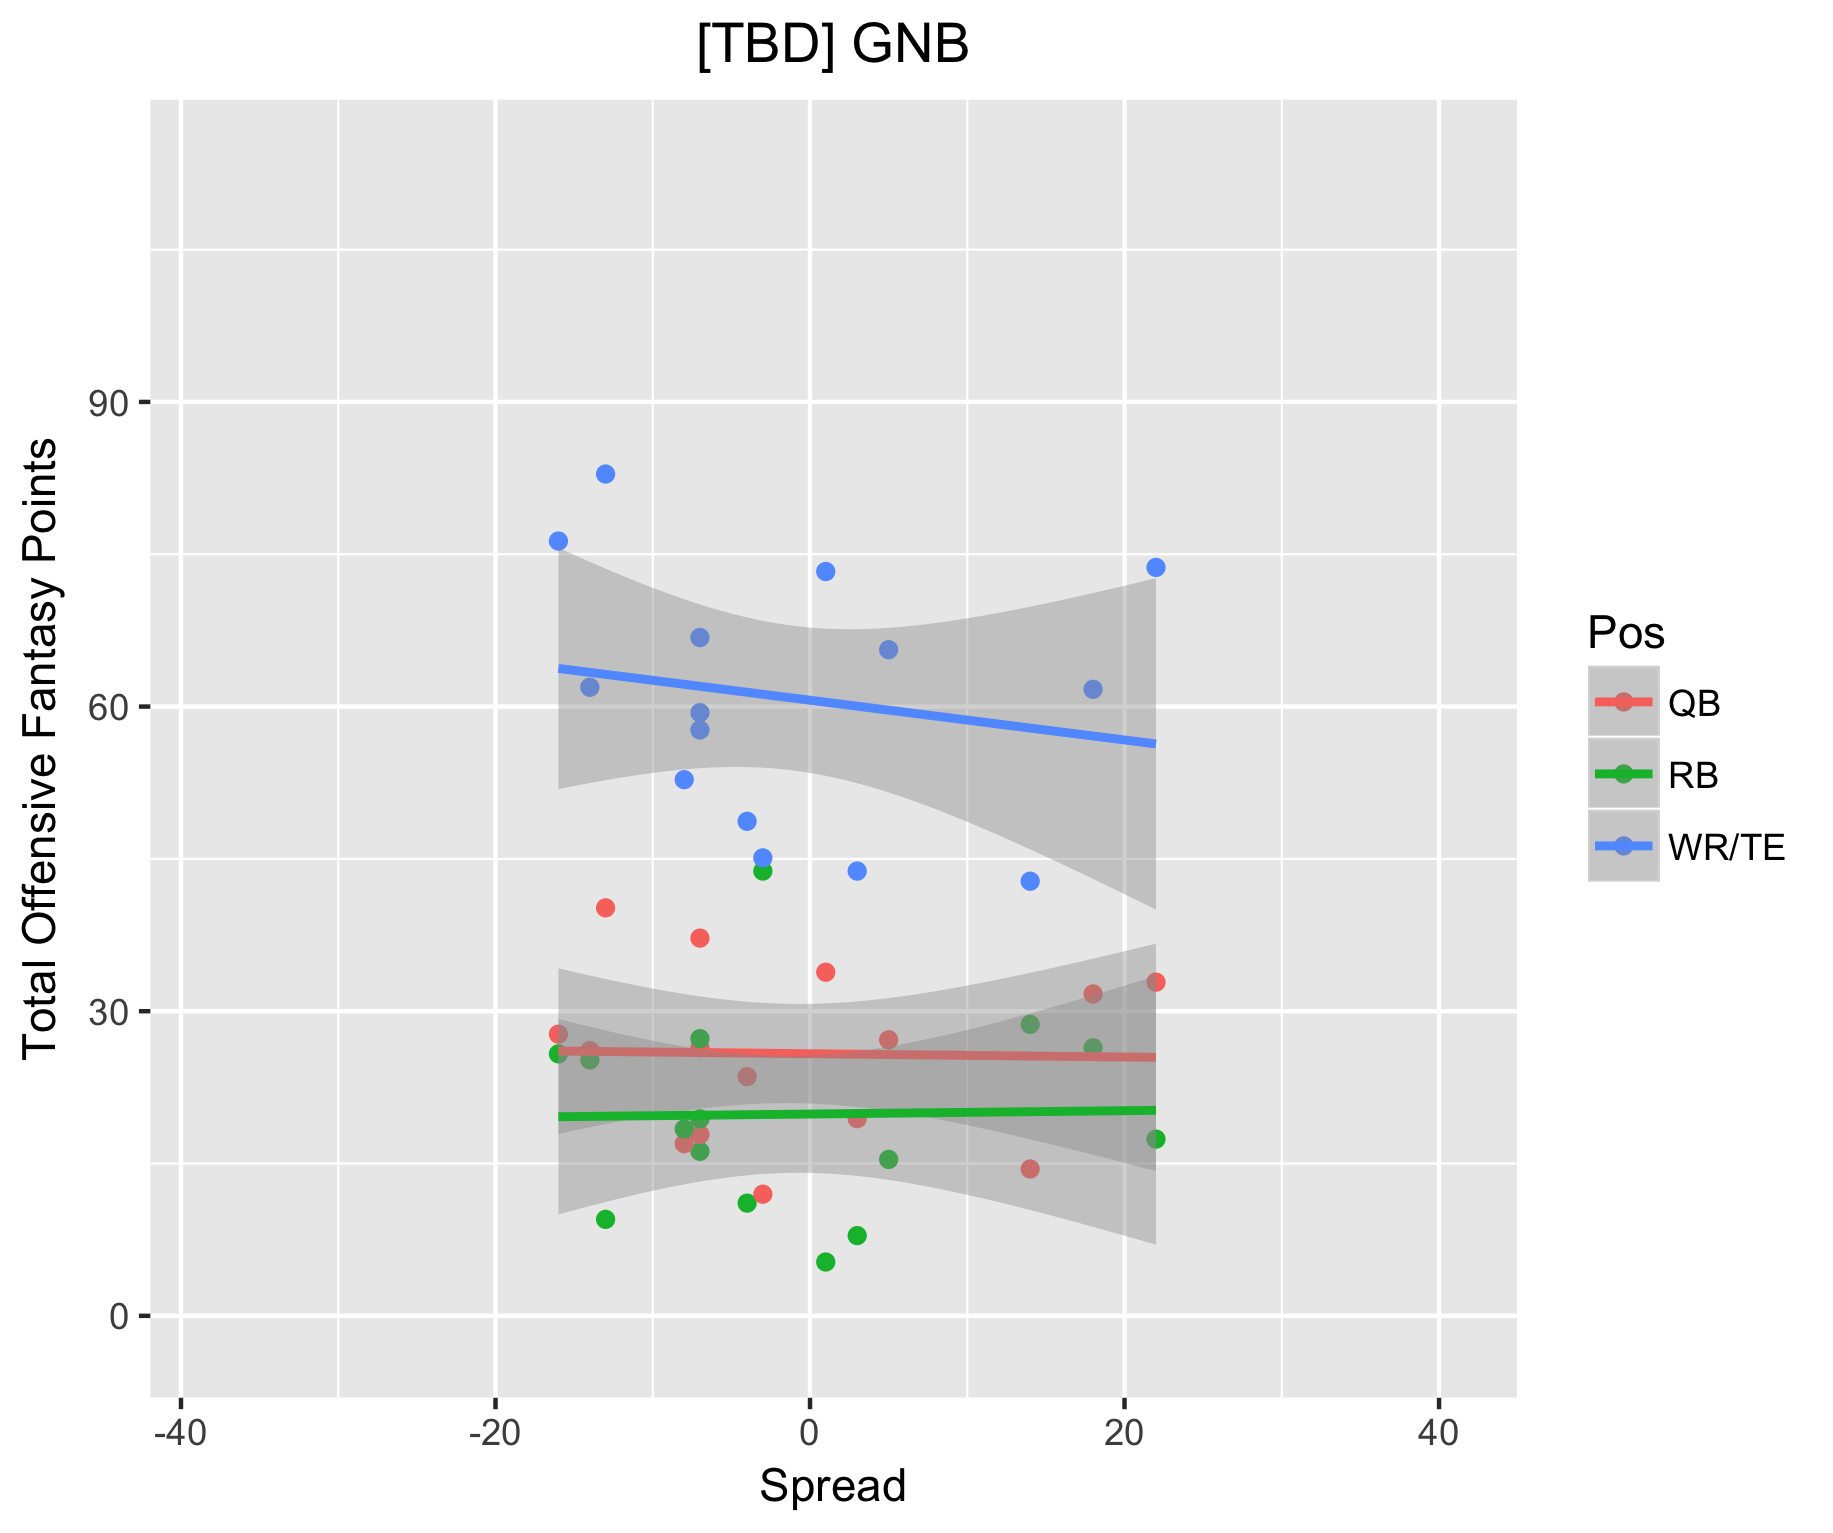 [TBD] GNB
Total Offensive Fantasy Points
90
60
30
0
-40
-20
0
20
40
Spread
Pos
QB
RB
WR/TE